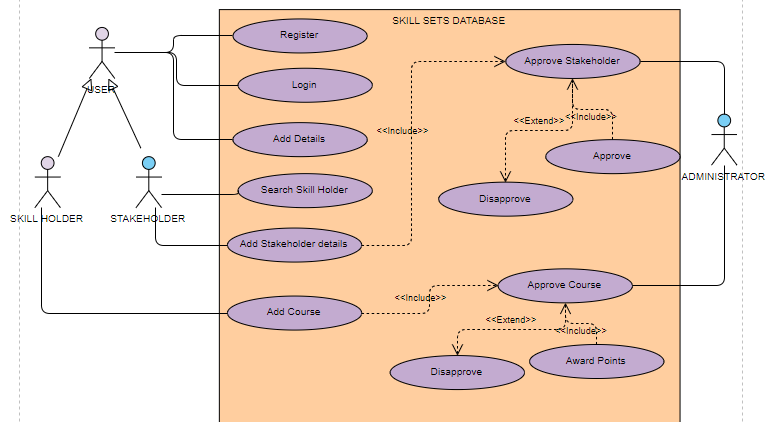 SKILL SETS DATABASE
Register
Approve Stakeholder
Login
USER
<<Extend>>
<<Include>>
<<Include>>
Add Details
Approve
ADMINISTRATOR
Search Skill Holder
Disapprove
SKILL HOLDER
STAKEHOLDER
Add Stakeholder details
Approve Course
<<Include>>
Add Course
<<Extend>>
<<Include>>
Award Points
Disapprove